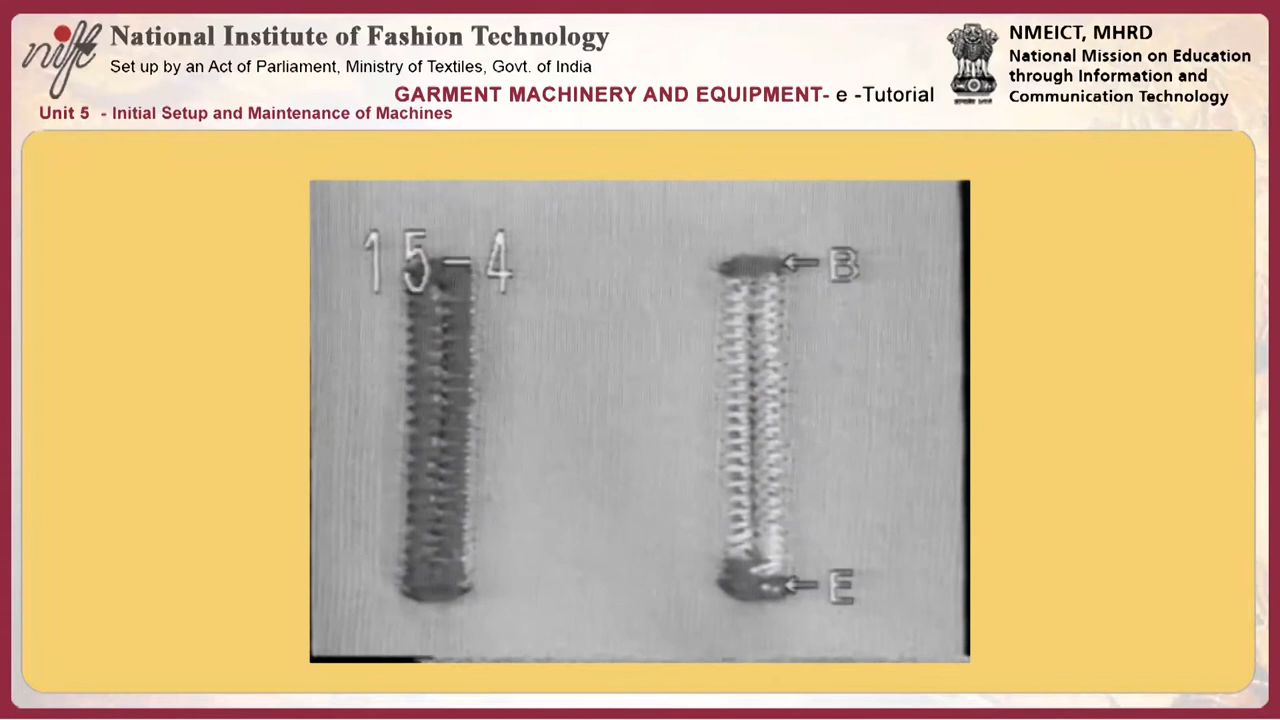 nift
National Institute of Fashion Technology
Set up by an Act of Parliament, Ministry of Textiles, Govt. of India
GARMENT MACHINERY AND EQUIPMENT- e -Tutorial
Unit 5 - Initial Setup and Maintenance of Machines
NMEICT, MHRD
National Mission on Education
through Information and
Communication Technology
15-4
← B
← E